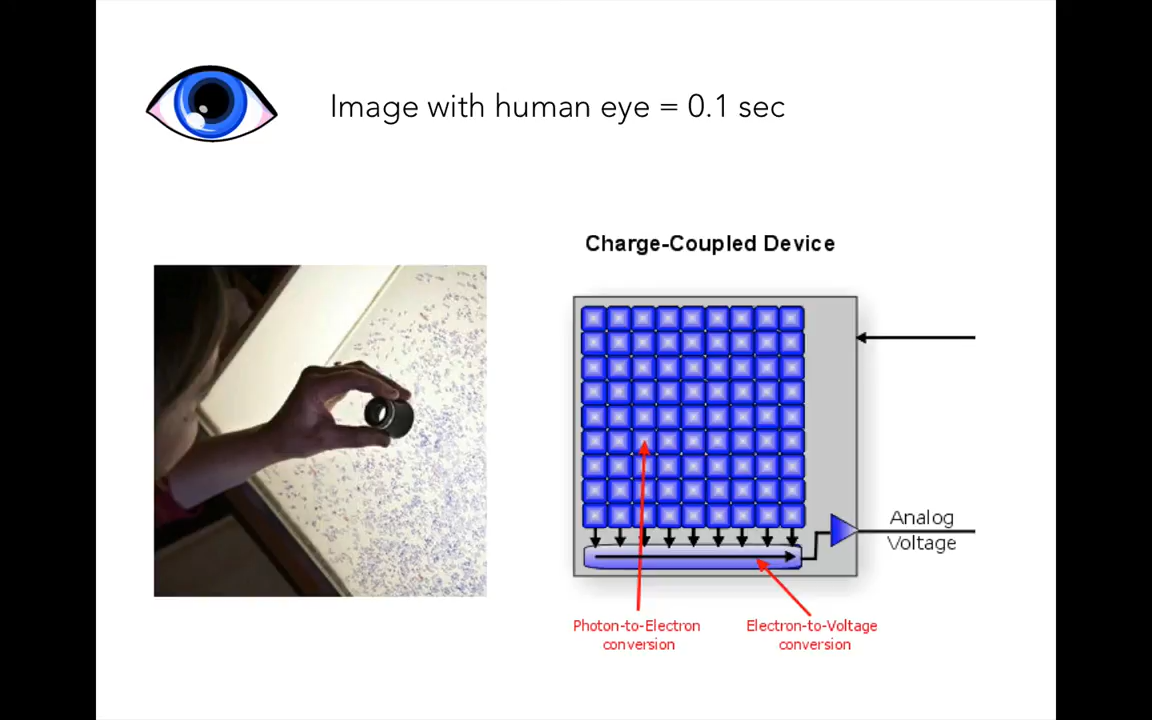 Image with human eye = 0.1 sec
Charge-Coupled Device
Analog
Voltage
Photon-to-Electron
conversion
Electron-to-Voltage
conversion